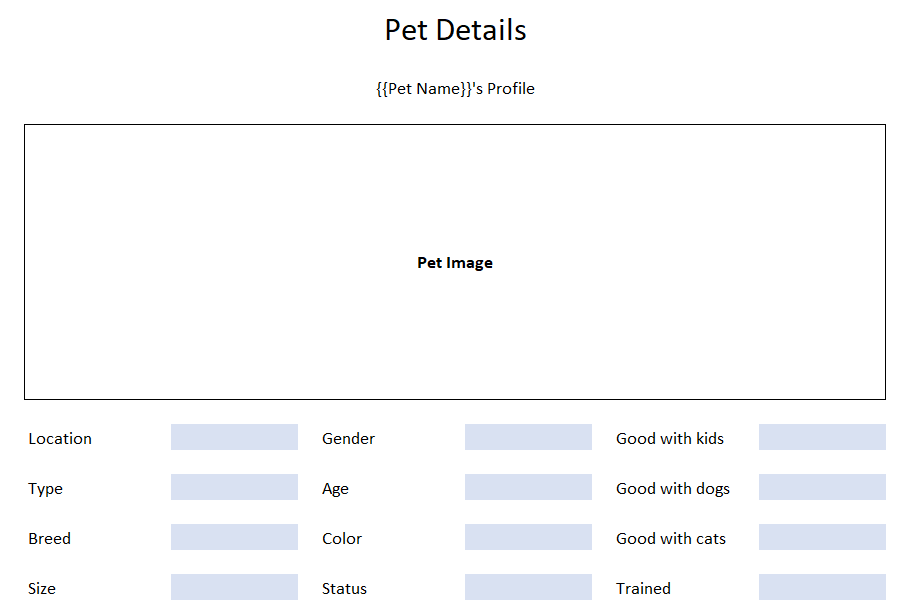 Pet Details
{{Pet Name}}'s Profile
Pet Image
Location Gender Good with kids
Type Age Good with dogs
Breed Color Good with cats
Size Status Trained